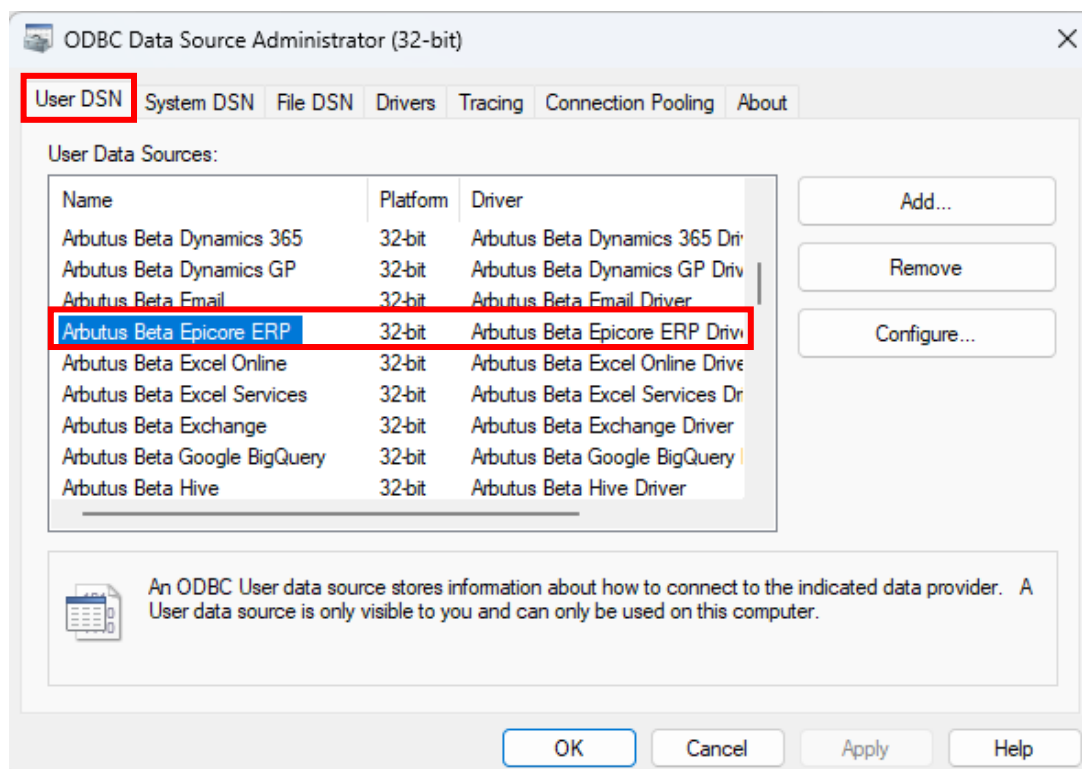 ODBC Data Source Administrator (32-bit)
User DSN System DSN File DSN Drivers Tracing Connection Pooling About
User Data Sources:
Name Platform Driver
Arbutus Beta Dynamics 365 32-bit Arbutus Beta Dynamics 365 Driv
Arbutus Beta Dynamics GP 32-bit Arbutus Beta Dynamics GP Driv
Arbutus Beta Email 32-bit Arbutus Beta Email Driver
Arbutus Beta Epicore ERP 32-bit Arbutus Beta Epicore ERP Drive
Arbutus Beta Excel Online 32-bit Arbutus Beta Excel Online Drive
Arbutus Beta Excel Services 32-bit Arbutus Beta Excel Services Dr
Arbutus Beta Exchange 32-bit Arbutus Beta Exchange Driver
Arbutus Beta Google BigQuery 32-bit Arbutus Beta Google BigQuery
Arbutus Beta Hive 32-bit Arbutus Beta Hive Driver
Add...
Remove
Configure...
An ODBC User data source stores information about how to connect to the indicated data provider. A
User data source is only visible to you and can only be used on this computer.
OK Cancel Apply Help